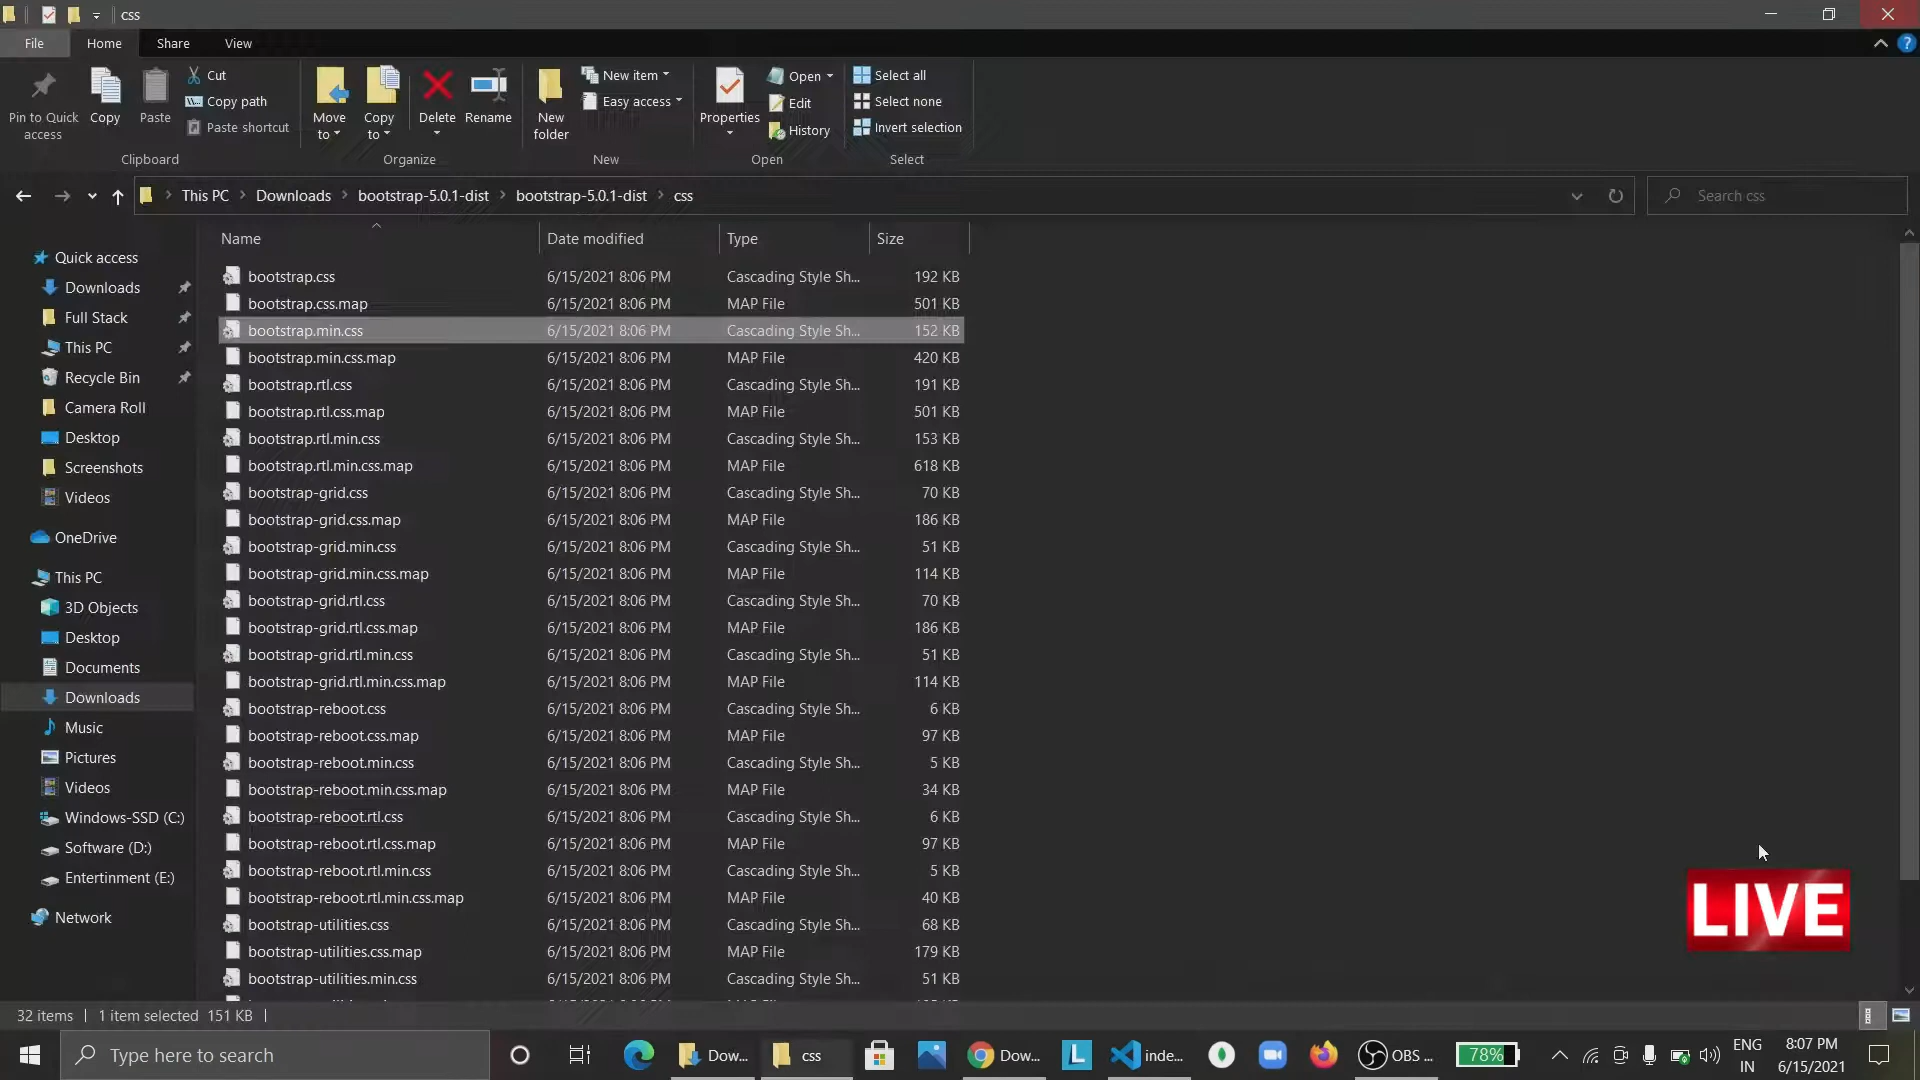 css
File Home Share View
Pin to Quick access Copy Paste Cut Copy path Paste shortcut
Clipboard
Move to Copy to Delete Rename
Organize
New folder New item Easy access
New
Properties Open Edit History
Open
Select all Select none Invert selection
Select
This PC Downloads bootstrap-5.0.1-dist bootstrap-5.0.1-dist css
Search css
Quick access
Downloads
Full Stack
This PC
Recycle Bin
Camera Roll
Desktop
Screenshots
Videos
OneDrive
This PC
3D Objects
Desktop
Documents
Downloads
Music
Pictures
Videos
Windows-SSD (C:)
Software (D:)
Entertinment (E:)
Network
Name Date modified Type Size
bootstrap.css 6/15/2021 8:06 PM Cascading Style Sh... 192 KB
bootstrap.css.map 6/15/2021 8:06 PM MAP File 501 KB
bootstrap.min.css 6/15/2021 8:06 PM Cascading Style Sh... 152 KB
bootstrap.min.css.map 6/15/2021 8:06 PM MAP File 420 KB
bootstrap.rtl.css 6/15/2021 8:06 PM Cascading Style Sh... 191 KB
bootstrap.rtl.css.map 6/15/2021 8:06 PM MAP File 501 KB
bootstrap.rtl.min.css 6/15/2021 8:06 PM Cascading Style Sh... 153 KB
bootstrap.rtl.min.css.map 6/15/2021 8:06 PM MAP File 618 KB
bootstrap-grid.css 6/15/2021 8:06 PM Cascading Style Sh... 70 KB
bootstrap-grid.css.map 6/15/2021 8:06 PM MAP File 186 KB
bootstrap-grid.min.css 6/15/2021 8:06 PM Cascading Style Sh... 51 KB
bootstrap-grid.min.css.map 6/15/2021 8:06 PM MAP File 114 KB
bootstrap-grid.rtl.css 6/15/2021 8:06 PM Cascading Style Sh... 70 KB
bootstrap-grid.rtl.css.map 6/15/2021 8:06 PM MAP File 186 KB
bootstrap-grid.rtl.min.css 6/15/2021 8:06 PM Cascading Style Sh... 51 KB
bootstrap-grid.rtl.min.css.map 6/15/2021 8:06 PM MAP File 114 KB
bootstrap-reboot.css 6/15/2021 8:06 PM Cascading Style Sh... 6 KB
bootstrap-reboot.css.map 6/15/2021 8:06 PM MAP File 97 KB
bootstrap-reboot.min.css 6/15/2021 8:06 PM Cascading Style Sh... 5 KB
bootstrap-reboot.min.css.map 6/15/2021 8:06 PM MAP File 34 KB
bootstrap-reboot.rtl.css 6/15/2021 8:06 PM Cascading Style Sh... 6 KB
bootstrap-reboot.rtl.css.map 6/15/2021 8:06 PM MAP File 97 KB
bootstrap-reboot.rtl.min.css 6/15/2021 8:06 PM Cascading Style Sh... 5 KB
bootstrap-reboot.rtl.min.css.map 6/15/2021 8:06 PM MAP File 40 KB
bootstrap-utilities.css 6/15/2021 8:06 PM Cascading Style Sh... 68 KB
bootstrap-utilities.css.map 6/15/2021 8:06 PM MAP File 179 KB
bootstrap-utilities.min.css 6/15/2021 8:06 PM Cascading Style Sh... 51 KB
LIVE
32 items 1 item selected 151 KB
Type here to search Dow... css Dow... L inde... OBS ... 78% ENG IN 8:07 PM 6/15/2021